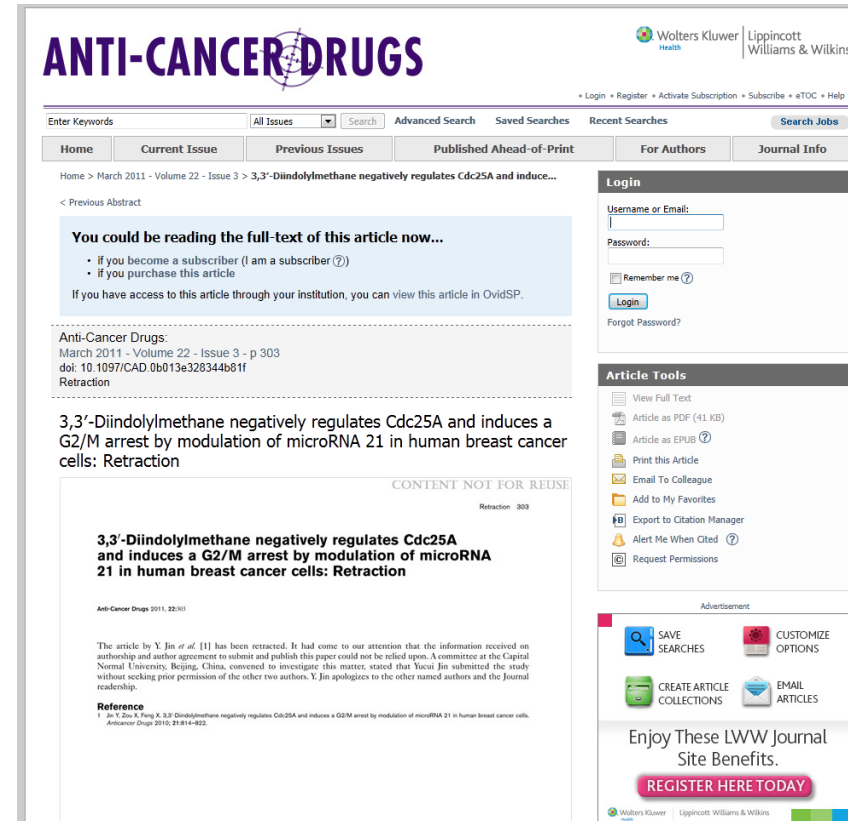 ANTI-CANCER DRUGS
Wolters Kluwer
Health
Lippincott
Williams & Wilkins
• Login • Register • Activate Subscription • Subscribe • eTOC • Help
Enter Keywords
All Issues
Search
Advanced Search
Saved Searches
Recent Searches
Search Jobs
Home
Current Issue
Previous Issues
Published Ahead-of-Print
For Authors
Journal Info
Home > March 2011 - Volume 22 - Issue 3 > 3,3′-Diindolylmethane negatively regulates Cdc25A and induce...
< Previous Abstract
You could be reading the full-text of this article now...
• if you become a subscriber (I am a subscriber ?)
• if you purchase this article
If you have access to this article through your institution, you can view this article in OvidSP.
Anti-Cancer Drugs:
March 2011 - Volume 22 - Issue 3 - p 303
doi: 10.1097/CAD.0b013e328344b81f
Retraction
3,3′-Diindolylmethane negatively regulates Cdc25A and induces a
G2/M arrest by modulation of microRNA 21 in human breast cancer
cells: Retraction
CONTENT NOT FOR REUSE
Retraction 303
3,3′-Diindolylmethane negatively regulates Cdc25A
and induces a G2/M arrest by modulation of microRNA
21 in human breast cancer cells: Retraction
Anti-Cancer Drugs 2011, 22:303
The article by Y. Jin et al. [1] has been retracted. It had come to our attention that the information received on
authorship and author agreement to submit and publish this paper could not be relied upon. A committee at the Capital
Normal University, Beijing, China, convened to investigate this matter, stated that Yucui Jin submitted the study
without seeking prior permission of the other two authors. Y. Jin apologizes to the other named authors and the Journal
readership.
Reference
1 Jin Y, Zou X, Feng X. 3,3′-Diindolylmethane negatively regulates Cdc25A and induces a G2/M arrest by modulation of microRNA 21 in human breast cancer cells.
Anticancer Drugs 2010; 21:814–822.
Login
Username or Email:
Password:
Remember me ?
Login
Forgot Password?
Article Tools
View Full Text
Article as PDF (41 KB)
Article as EPUB ?
Print this Article
Email To Colleague
Add to My Favorites
Export to Citation Manager
Alert Me When Cited ?
Request Permissions
Advertisement
SAVE
SEARCHES
CUSTOMIZE
OPTIONS
CREATE ARTICLE
COLLECTIONS
EMAIL
ARTICLES
Enjoy These LWW Journal
Site Benefits.
REGISTER HERE TODAY
Wolters Kluwer
Health
Lippincott Williams & Wilkins